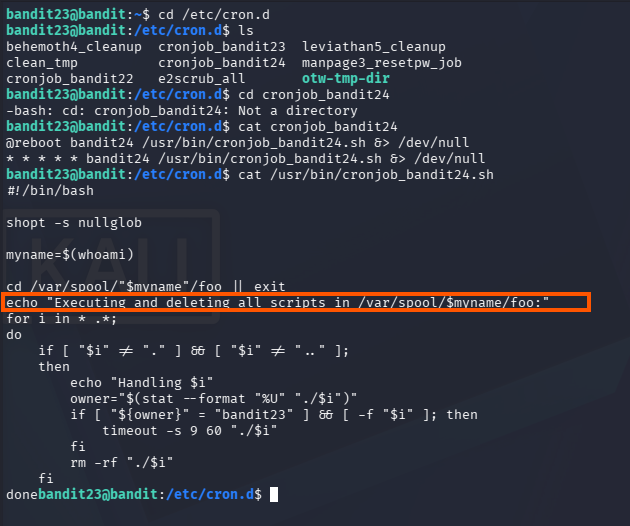 bandit23@bandit:~$ cd /etc/cron.d
bandit23@bandit:/etc/cron.d$ ls
behemoth4_cleanup  cronjob_bandit23  leviathan5_cleanup
clean_tmp          cronjob_bandit24  manpage3_resetpw_job
cronjob_bandit22   e2scrub_all       otw-tmp-dir
bandit23@bandit:/etc/cron.d$ cd cronjob_bandit24
-bash: cd: cronjob_bandit24: Not a directory
bandit23@bandit:/etc/cron.d$ cat cronjob_bandit24
@reboot bandit24 /usr/bin/cronjob_bandit24.sh &> /dev/null
* * * * * bandit24 /usr/bin/cronjob_bandit24.sh &> /dev/null
bandit23@bandit:/etc/cron.d$ cat /usr/bin/cronjob_bandit24.sh
#!/bin/bash

shopt -s nullglob

myname=$(whoami)

cd /var/spool/"$myname"/foo || exit
echo "Executing and deleting all scripts in /var/spool/$myname/foo:"
for i in * .*;
do
    if [ "$i" != "." ] && [ "$i" != ".." ];
    then
        echo "Handling $i"
        owner="$(stat --format "%U" "./$i")"
        if [ "${owner}" = "bandit23" ] && [ -f "$i" ]; then
            timeout -s 9 60 "./$i"
        fi
        rm -rf "./$i"
    fi
donebandit23@bandit:/etc/cron.d$
KALI